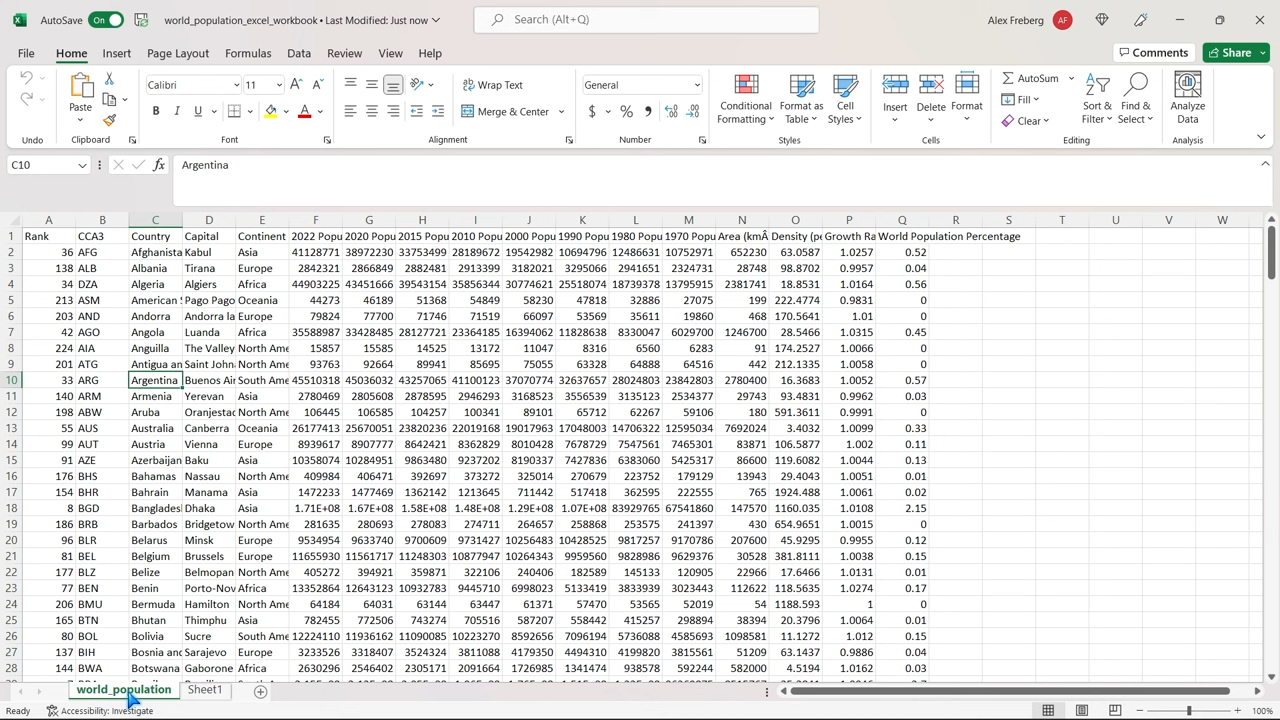 AutoSave On world_population_excel_workbook • Last Modified: Just now Search (Alt+Q) Alex Freberg AF
File Home Insert Page Layout Formulas Data Review View Help Comments Share
Paste Calibri 11 Wrap Text General Conditional Formatting Format as Table Cell Styles Insert Delete Format AutoSum Sort & Filter Find & Select Analyze Data
B I U Merge & Center $ % Fill Clear
Undo Clipboard Font Alignment Number Styles Cells Editing Analysis
C10 fx Argentina
A B C D E F G H I J K L M N O P Q R S T U V W
1 Rank CCA3 Country Capital Continent 2022 Popu 2020 Popu 2015 Popu 2010 Popu 2000 Popu 1990 Popu 1980 Popu 1970 Popu Area (kmÂ Density (pe Growth Ra World Population Percentage
2 36 AFG Afghanista Kabul Asia 41128771 38972230 33753499 28189672 19542982 10694796 12486631 10752971 652230 63.0587 1.0257 0.52
3 138 ALB Albania Tirana Europe 2842321 2866849 2882481 2913399 3182021 3295066 2941651 2324731 28748 98.8702 0.9957 0.04
4 34 DZA Algeria Algiers Africa 44903225 43451666 39543154 35856344 30774621 25518074 18739378 13795915 2381741 18.8531 1.0164 0.56
5 213 ASM American S Pago Pago Oceania 44273 46189 51368 54849 58230 47818 32886 27075 199 222.4774 0.9831 0
6 203 AND Andorra Andorra la Europe 79824 77700 71746 71519 66097 53569 35611 19860 468 170.5641 1.01 0
7 42 AGO Angola Luanda Africa 35588987 33428485 28127721 23364185 16394062 11828638 8330047 6029700 1246700 28.5466 1.0315 0.45
8 224 AIA Anguilla The Valley North Ame 15857 15585 14525 13172 11047 8316 6560 6283 91 174.2527 1.0066 0
9 201 ATG Antigua an Saint John North Ame 93763 92664 89941 85695 75055 63328 64888 64516 442 212.1335 1.0058 0
10 33 ARG Argentina Buenos Air South Ame 45510318 45036032 43257065 41100123 37070774 32637657 28024803 23842803 2780400 16.3683 1.0052 0.57
11 140 ARM Armenia Yerevan Asia 2780469 2805608 2878595 2946293 3168523 3556539 3135123 2534377 29743 93.4831 0.9962 0.03
12 198 ABW Aruba Oranjestad North Ame 106445 106585 104257 100341 89101 65712 62267 59106 180 591.3611 0.9991 0
13 55 AUS Australia Canberra Oceania 26177413 25670051 23820236 22019168 19017963 17048003 14706322 12595034 7692024 3.4032 1.0099 0.33
14 99 AUT Austria Vienna Europe 8939617 8907777 8642421 8362829 8010428 7678729 7547561 7465301 83871 106.5877 1.002 0.11
15 91 AZE Azerbaijan Baku Asia 10358074 10284951 9863480 9237202 8190337 7427836 6383060 5425317 86600 119.6082 1.0044 0.13
16 176 BHS Bahamas Nassau North Ame 409984 406471 392697 373272 325014 270679 223752 179129 13943 29.4043 1.0051 0.01
17 154 BHR Bahrain Manama Asia 1472233 1477469 1362142 1213645 711442 517418 362595 222555 765 1924.488 1.0061 0.02
18 8 BGD Bangladesh Dhaka Asia 1.71E+08 1.67E+08 1.58E+08 1.48E+08 1.29E+08 1.07E+08 83929765 67541860 147570 1160.035 1.0108 2.15
19 186 BRB Barbados Bridgetow North Ame 281635 280693 278083 274711 264657 258868 253575 241397 430 654.9651 1.0015 0
20 96 BLR Belarus Minsk Europe 9534954 9633740 9700609 9731427 10256483 10428525 9817257 9170786 207600 45.9295 0.9955 0.12
21 81 BEL Belgium Brussels Europe 11655930 11561717 11248303 10877947 10264343 9959560 9828986 9629376 30528 381.8111 1.0038 0.15
22 177 BLZ Belize Belmopan North Ame 405272 394921 359871 322106 240406 182589 145133 120905 22966 17.6466 1.0131 0.01
23 77 BEN Benin Porto-Nov Africa 13352864 12643123 10932783 9445710 6998023 5133419 3833939 3023443 112622 118.5635 1.0274 0.17
24 206 BMU Bermuda Hamilton North Ame 64184 64031 63144 63447 61371 57470 53565 52019 54 1188.593 1 0
25 165 BTN Bhutan Thimphu Asia 782455 772506 743274 705516 587207 558442 415257 298894 38394 20.3796 1.0064 0.01
26 80 BOL Bolivia Sucre South Ame 12224110 11936162 11090085 10223270 8592656 7096194 5736088 4585693 1098581 11.1272 1.012 0.15
27 137 BIH Bosnia and Sarajevo Europe 3233526 3318407 3524324 3811088 4179350 4494310 4199820 3815561 51209 63.1437 0.9886 0.04
28 144 BWA Botswana Gaborone Africa 2630296 2546402 2305171 2091664 1726985 1341474 938578 592244 582000 4.5194 1.0162 0.03
world_population Sheet1
Ready Accessibility: Investigate 100%